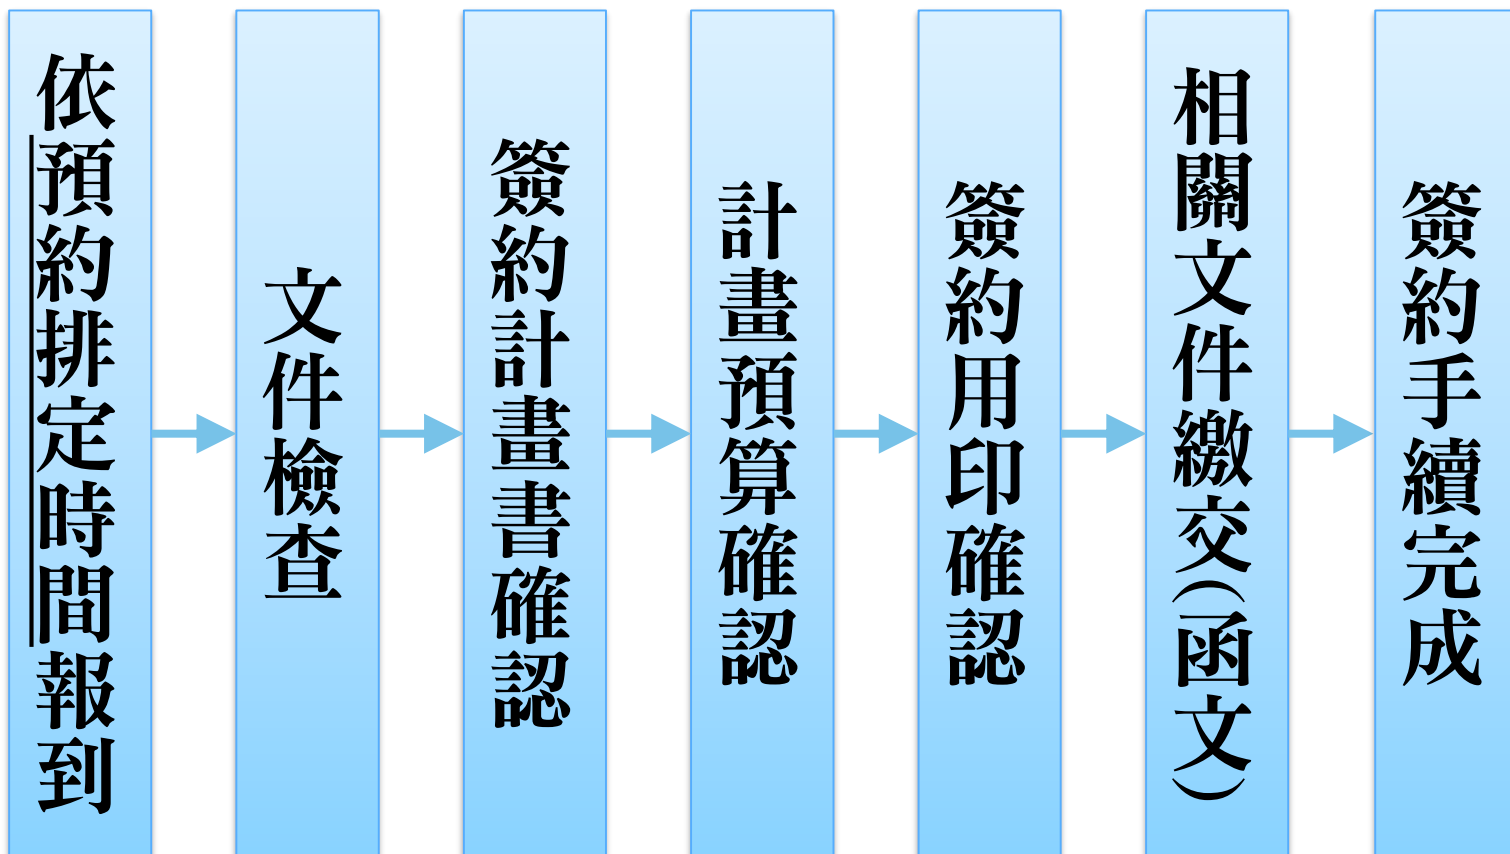 依預約排定時間報到
文件檢查
簽約計畫書確認
計畫預算確認
簽約用印確認
相關文件繳交(函文)
簽約手續完成